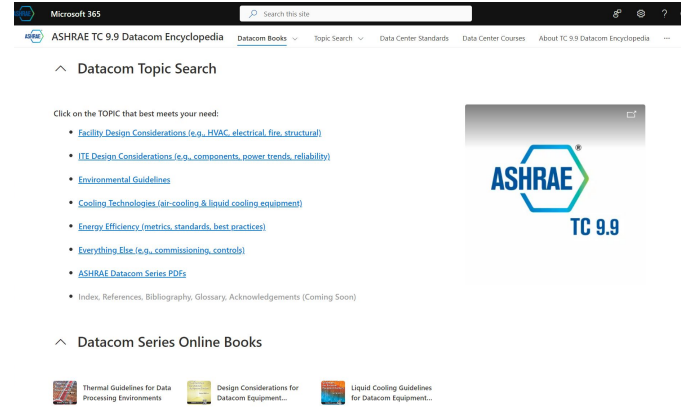 ASHRAE Microsoft 365 Search this site ?
ASHRAE ASHRAE TC 9.9 Datacom Encyclopedia Datacom Books Topic Search Data Center Standards Data Center Courses About TC 9.9 Datacom Encyclopedia ...
Datacom Topic Search
Click on the TOPIC that best meets your need:
• Facility Design Considerations (e.g., HVAC, electrical, fire, structural)
• ITE Design Considerations (e.g., components, power trends, reliability)
• Environmental Guidelines
• Cooling Technologies (air-cooling & liquid cooling equipment)
• Energy Efficiency (metrics, standards, best practices)
• Everything Else (e.g., commissioning, controls)
• ASHRAE Datacom Series PDFs
• Index, References, Bibliography, Glossary, Acknowledgements (Coming Soon)
ASHRAE®
TC 9.9
Datacom Series Online Books
Thermal Guidelines for Data
Processing Environments
Design Considerations for
Datacom Equipment...
Liquid Cooling Guidelines
for Datacom Equipment...